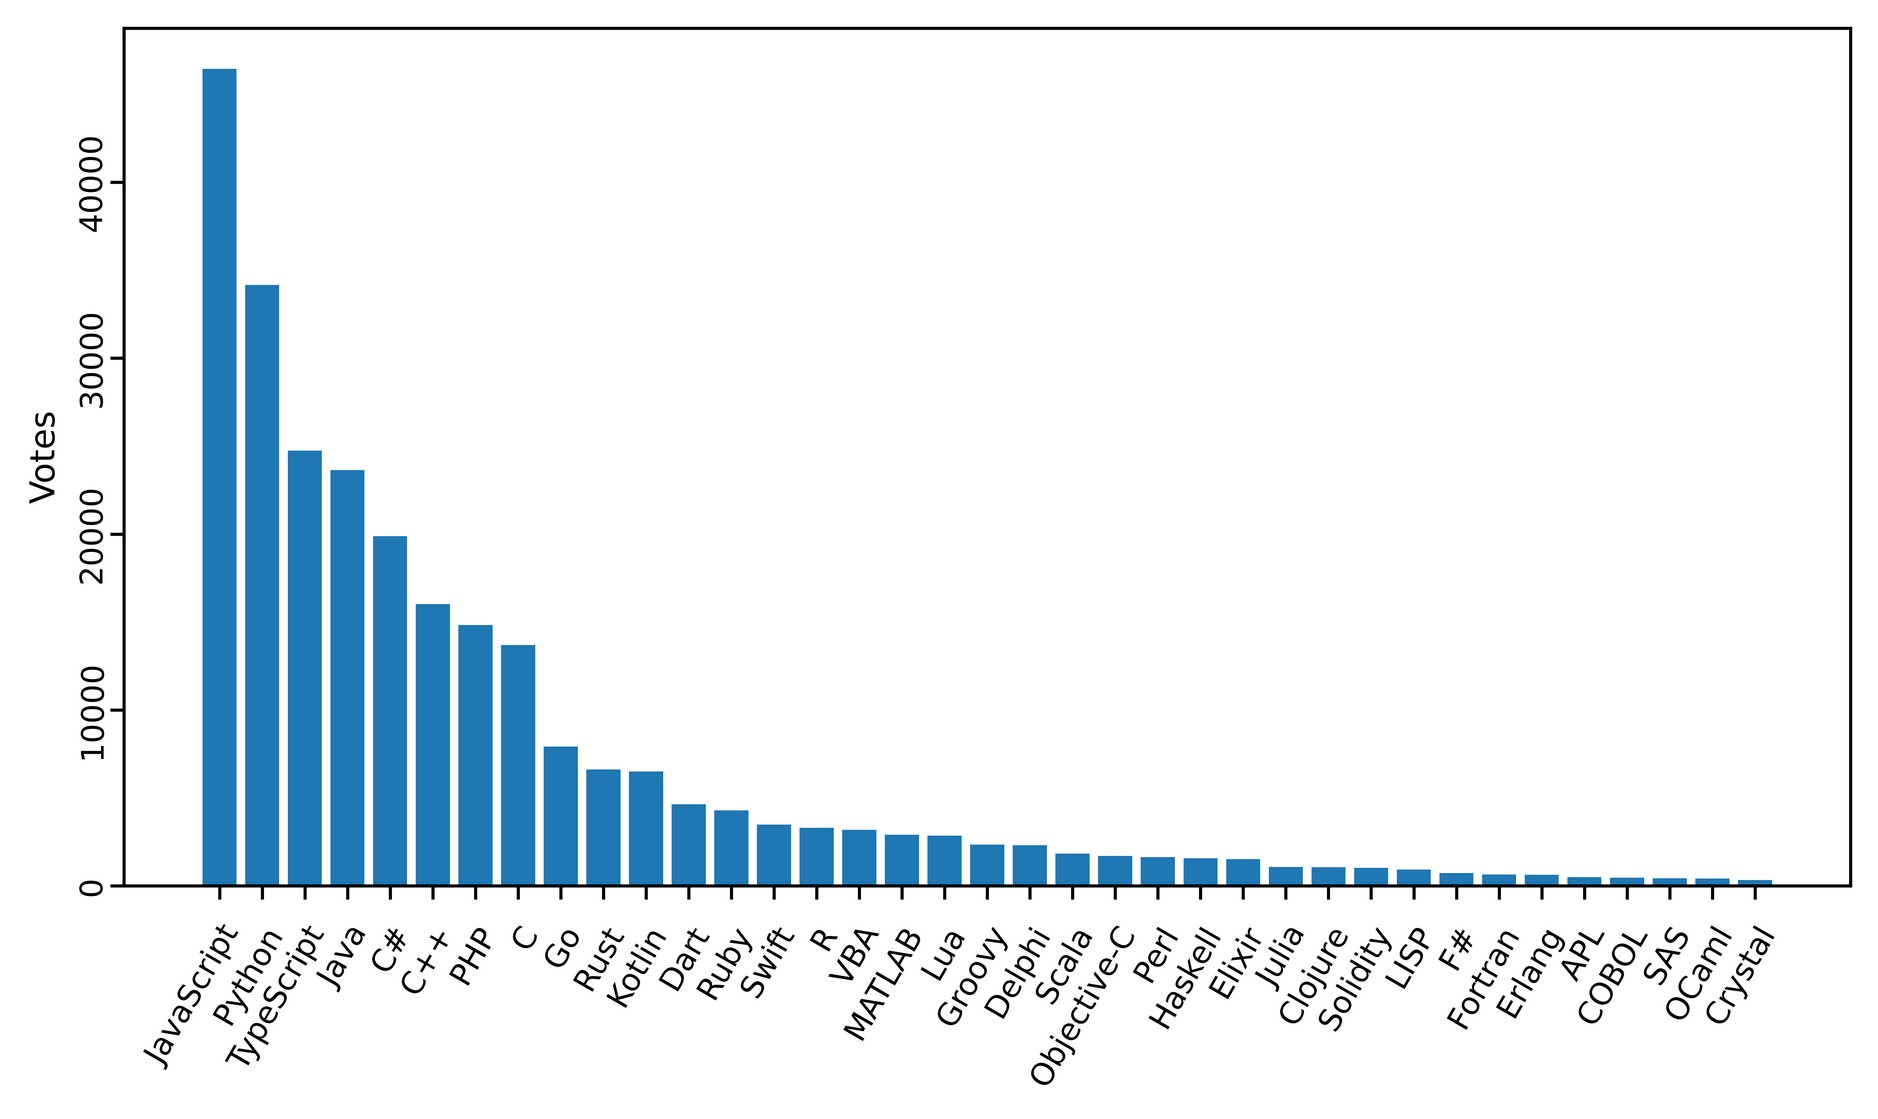 Votes
40000
30000
20000
10000
0
JavaScript
Python
TypeScript
Java
C#
C++
PHP
C
Go
Rust
Kotlin
Dart
Ruby
Swift
R
VBA
MATLAB
Lua
Groovy
Delphi
Scala
Objective-C
Perl
Haskell
Elixir
Julia
Clojure
Solidity
LISP
F#
Fortran
Erlang
APL
COBOL
SAS
OCaml
Crystal